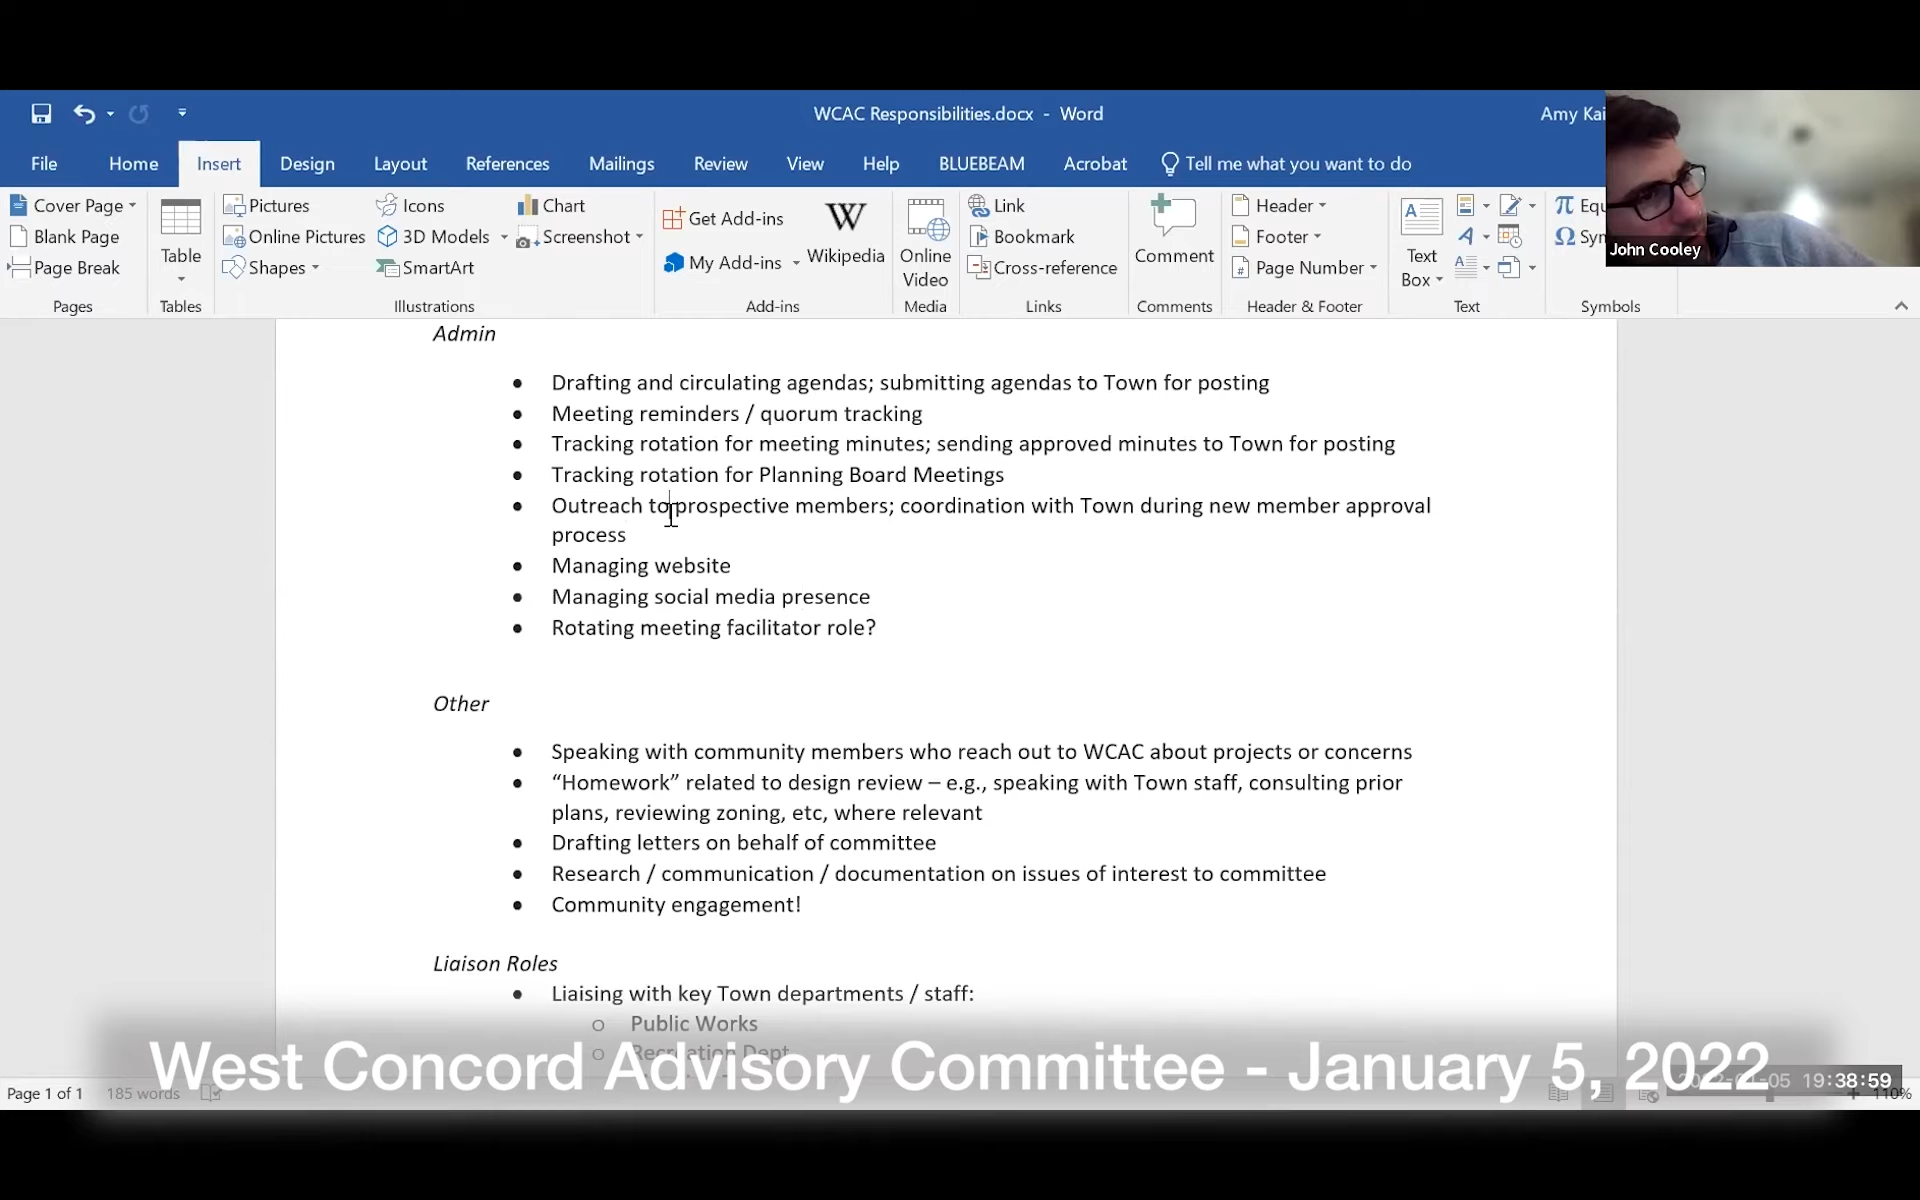 WCAC Responsibilities.docx - Word
Amy Kai
File Home Insert Design Layout References Mailings Review View Help BLUEBEAM Acrobat Tell me what you want to do
Cover Page
Blank Page
Page Break
Pages
Table
Tables
Pictures
Online Pictures
Shapes
Icons
3D Models
SmartArt
Chart
Screenshot
Illustrations
Get Add-ins
My Add-ins
Wikipedia
Add-ins
Online
Video
Media
Link
Bookmark
Cross-reference
Links
Comment
Comments
Header
Footer
Page Number
Header & Footer
Text
Box
Text
Equ
Sym
Symbols
John Cooley
Admin
• Drafting and circulating agendas; submitting agendas to Town for posting
• Meeting reminders / quorum tracking
• Tracking rotation for meeting minutes; sending approved minutes to Town for posting
• Tracking rotation for Planning Board Meetings
• Outreach to prospective members; coordination with Town during new member approval
process
• Managing website
• Managing social media presence
• Rotating meeting facilitator role?
Other
• Speaking with community members who reach out to WCAC about projects or concerns
• “Homework” related to design review – e.g., speaking with Town staff, consulting prior
plans, reviewing zoning, etc, where relevant
• Drafting letters on behalf of committee
• Research / communication / documentation on issues of interest to committee
• Community engagement!
Liaison Roles
• Liaising with key Town departments / staff:
o Public Works
o Recreation Dept
West Concord Advisory Committee - January 5, 2022
Page 1 of 1 185 words
2022-01-05 19:38:59
110%